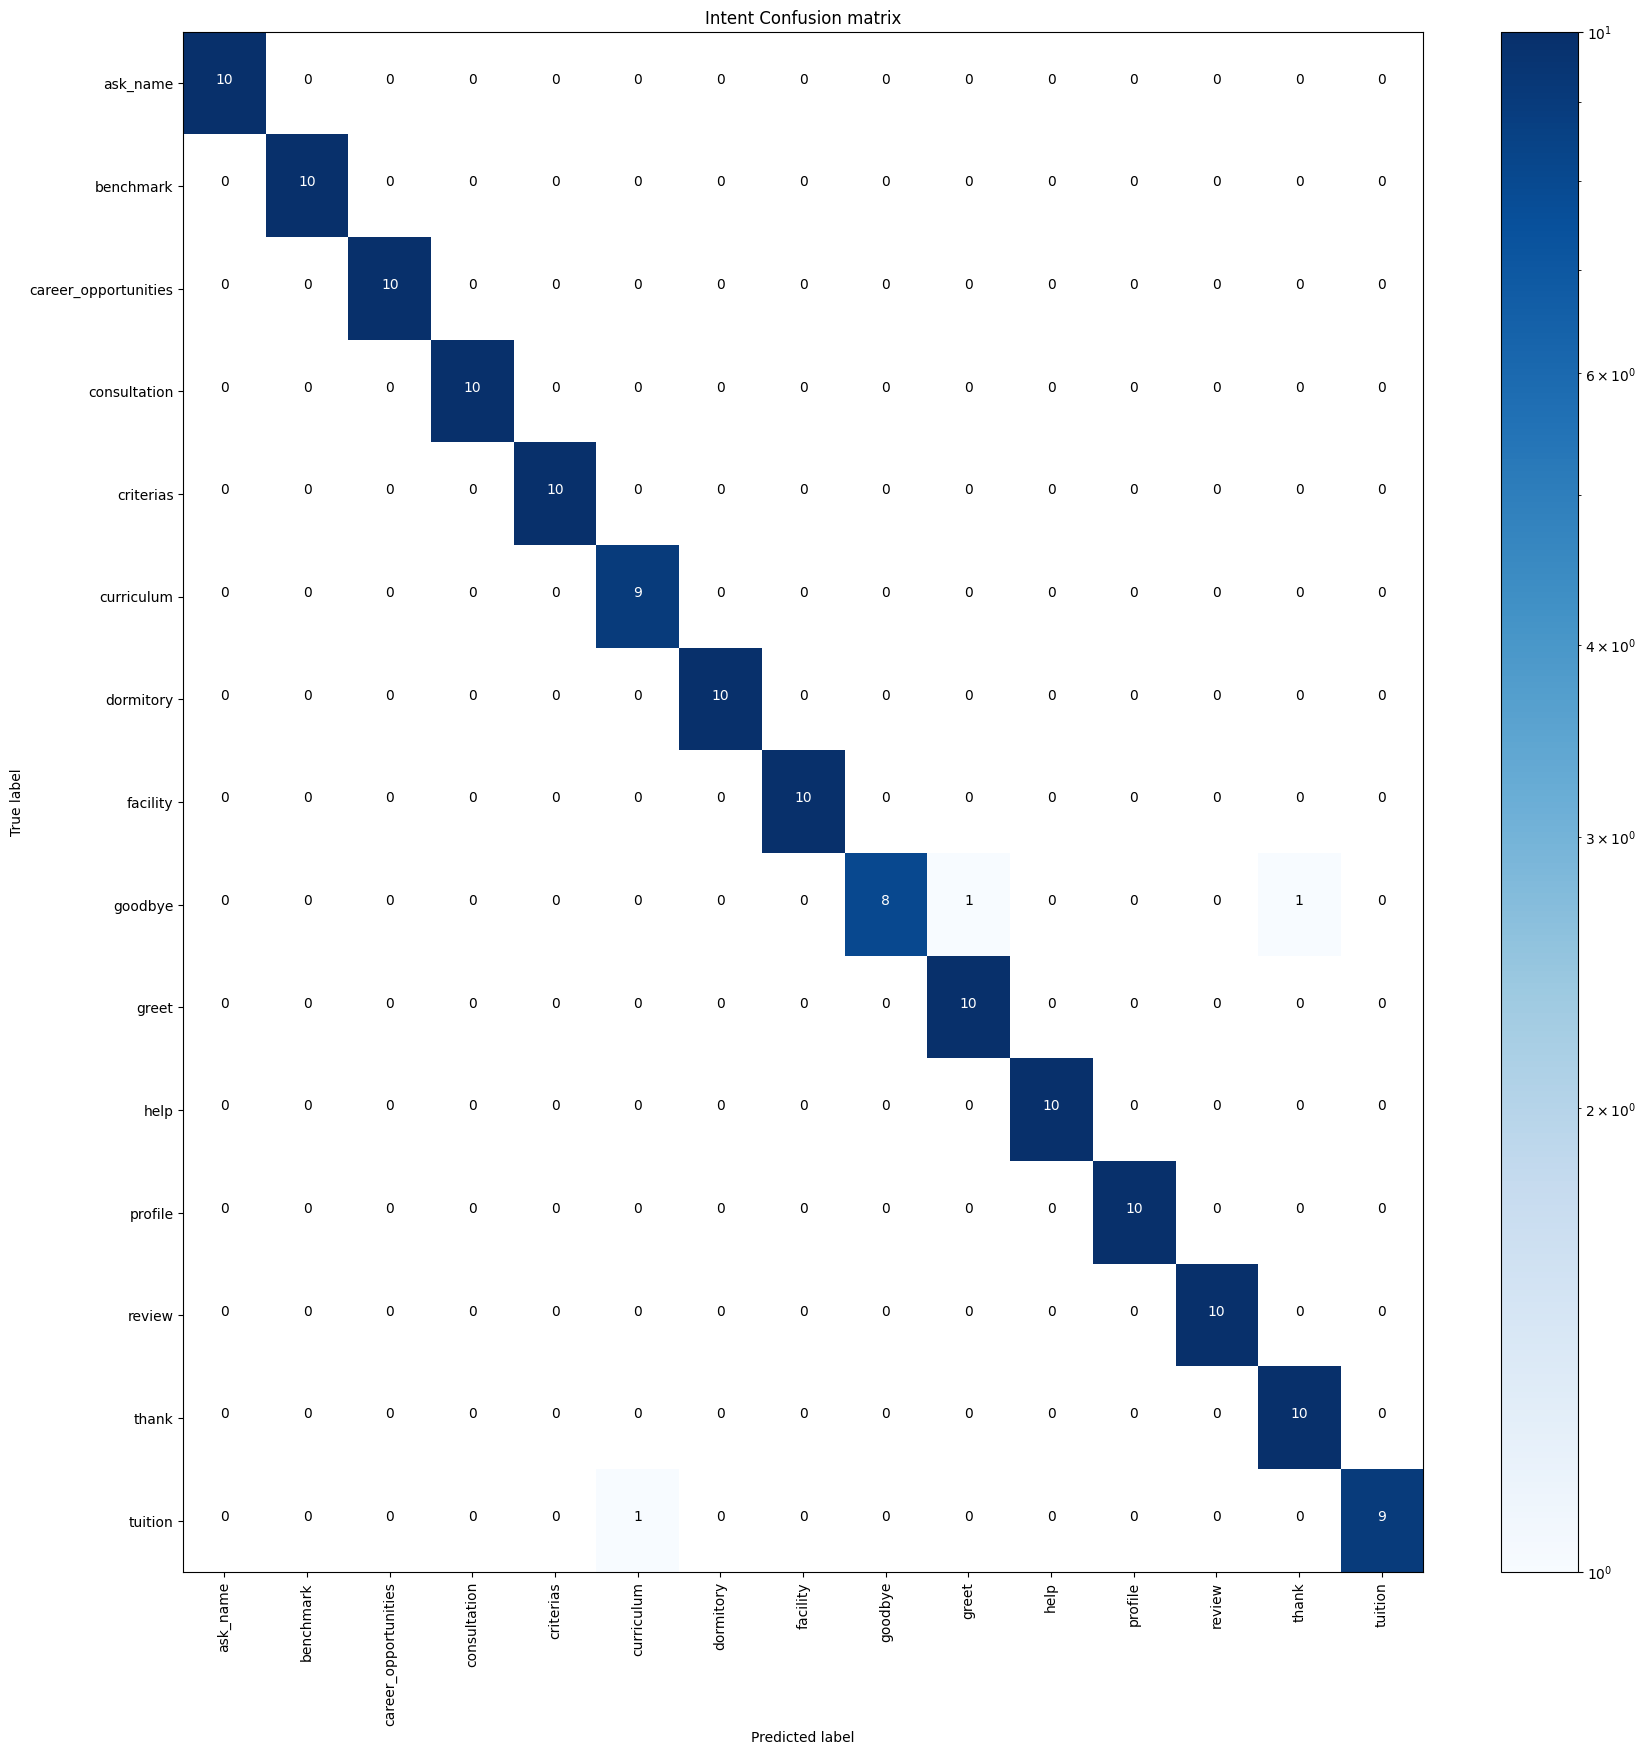 Intent Confusion matrix
ask_name 10 0 0 0 0 0 0 0 0 0 0 0 0 0 0
benchmark 0 10 0 0 0 0 0 0 0 0 0 0 0 0 0
career_opportunities 0 0 10 0 0 0 0 0 0 0 0 0 0 0 0
consultation 0 0 0 10 0 0 0 0 0 0 0 0 0 0 0
criterias 0 0 0 0 10 0 0 0 0 0 0 0 0 0 0
curriculum 0 0 0 0 0 9 0 0 0 0 0 0 0 0 0
dormitory 0 0 0 0 0 0 10 0 0 0 0 0 0 0 0
facility 0 0 0 0 0 0 0 10 0 0 0 0 0 0 0
goodbye 0 0 0 0 0 0 0 0 8 1 0 0 0 1 0
greet 0 0 0 0 0 0 0 0 0 10 0 0 0 0 0
help 0 0 0 0 0 0 0 0 0 0 10 0 0 0 0
profile 0 0 0 0 0 0 0 0 0 0 0 10 0 0 0
review 0 0 0 0 0 0 0 0 0 0 0 0 10 0 0
thank 0 0 0 0 0 0 0 0 0 0 0 0 0 10 0
tuition 0 0 0 0 0 1 0 0 0 0 0 0 0 0 9
True label
ask_name
benchmark
career_opportunities
consultation
criterias
curriculum
dormitory
facility
goodbye
greet
help
profile
review
thank
tuition
Predicted label
10¹
6 × 10⁰
4 × 10⁰
3 × 10⁰
2 × 10⁰
10⁰